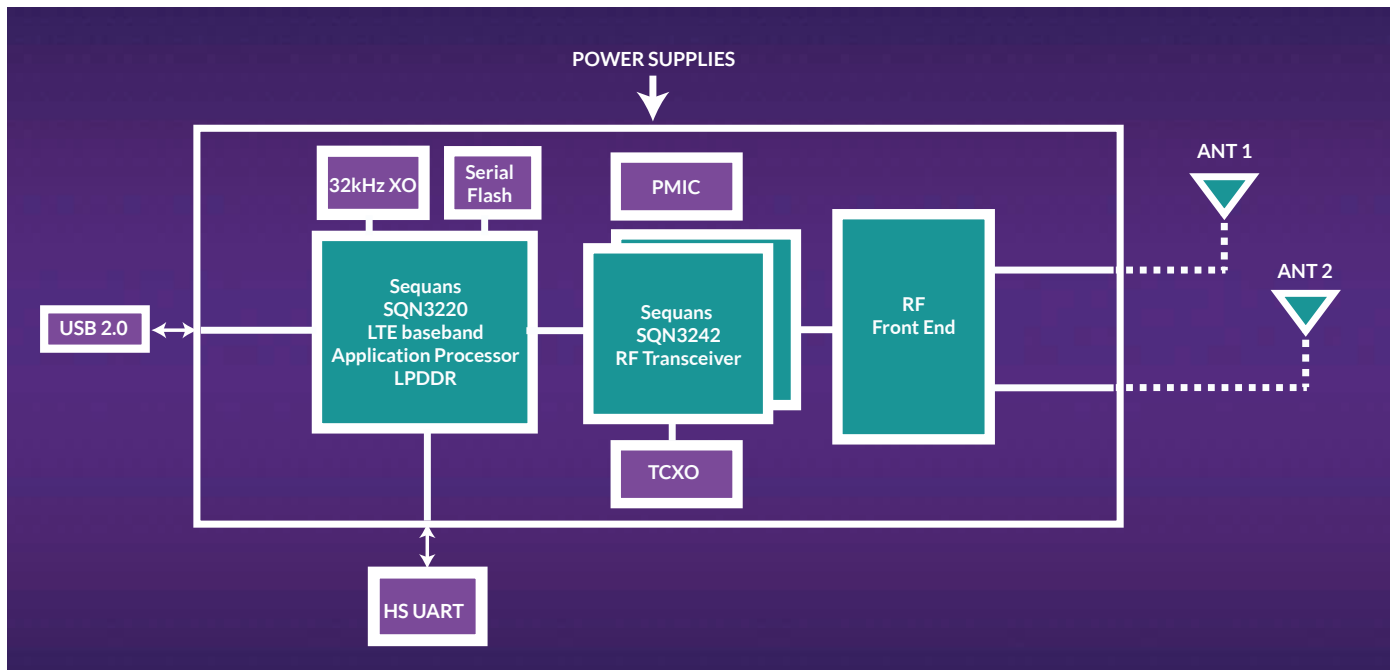 POWER SUPPLIES
ANT 1
32kHz XO
Serial
Flash
PMIC
ANT 2
USB 2.0
Sequans
SQN3220
LTE baseband
Application Processor
LPDDR
Sequans
SQN3242
RF Transceiver
RF
Front End
TCXO
HS UART